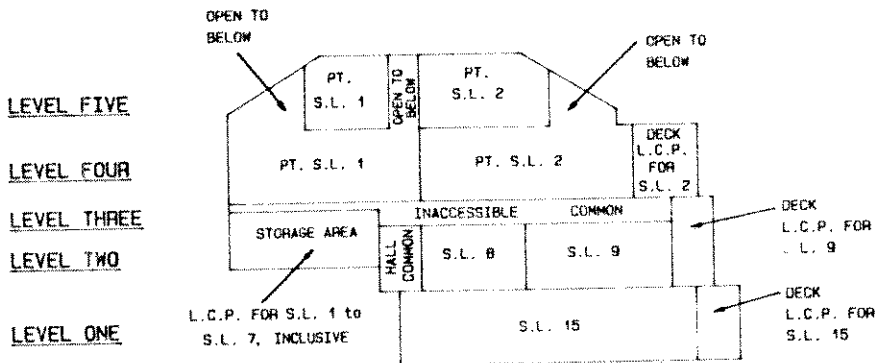 OPEN TO
BELOW
OPEN TO
BELOW
LEVEL FIVE
PT.
S.L. 1
OPEN TO
BELOW
PT.
S.L. 2
LEVEL FOUR
PT. S.L. 1
PT. S.L. 2
DECK
L.C.P.
FOR
S.L. 2
LEVEL THREE
INACCESSIBLE COMMON
DECK
L.C.P. FOR
. L. 9
LEVEL TWO
STORAGE AREA
HALL
COMMON
S.L. 8
S.L. 9
L.C.P. FOR S.L. 1 to
S.L. 7, INCLUSIVE
LEVEL ONE
S.L. 15
DECK
L.C.P. FOR
S.L. 15